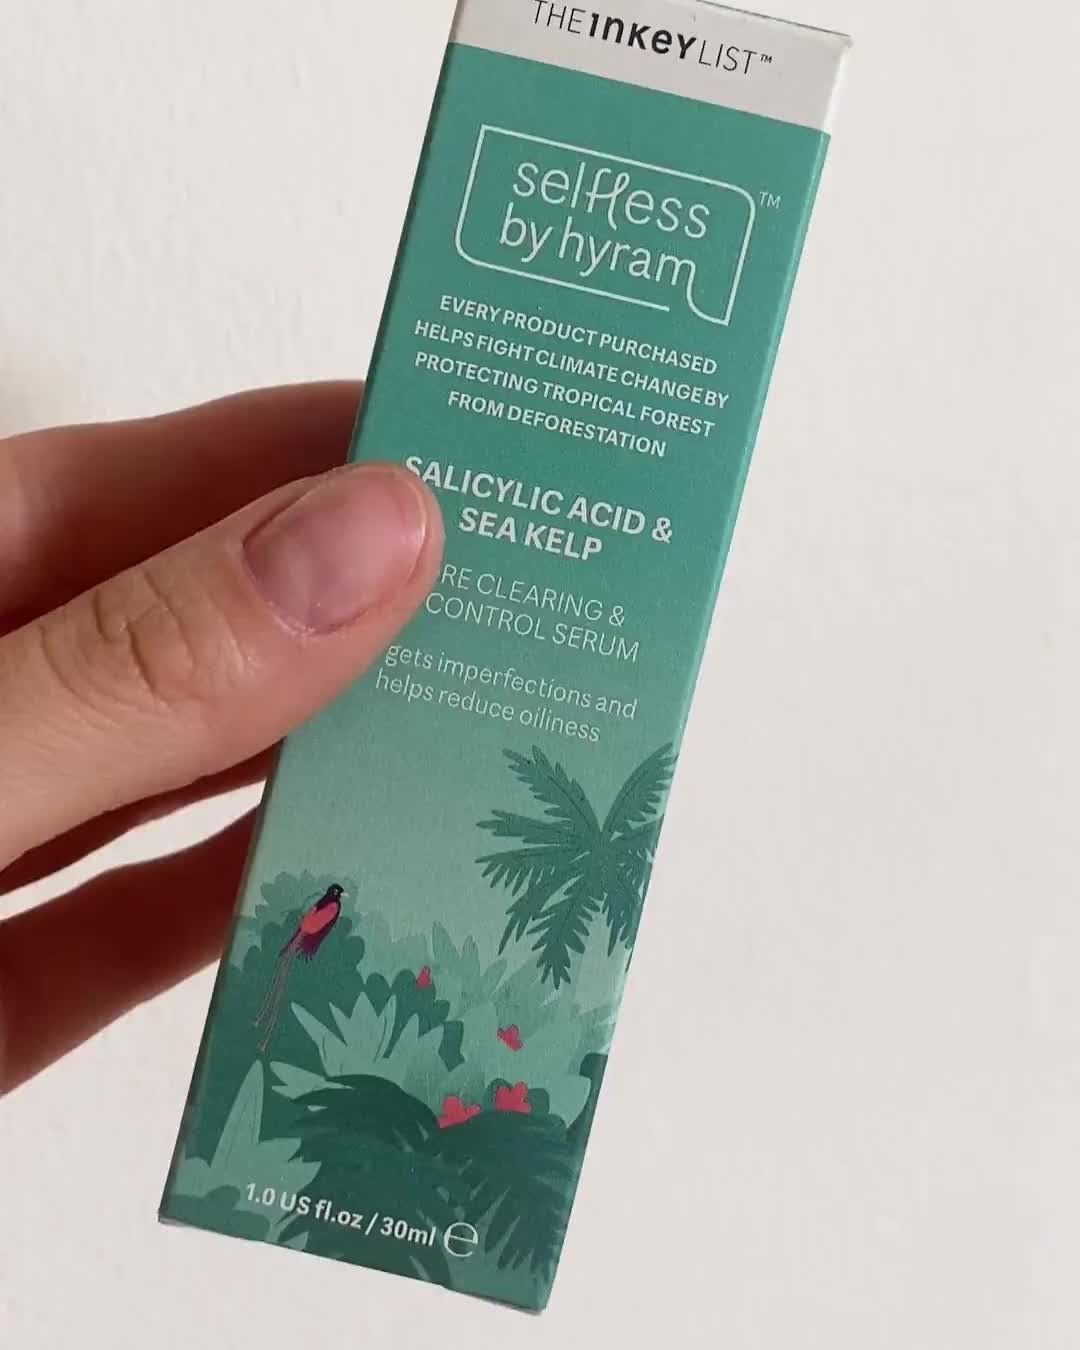 THE INKEY LIST™
selfless ™
by hyram
EVERY PRODUCT PURCHASED
HELPS FIGHT CLIMATE CHANGE BY
PROTECTING TROPICAL FOREST
FROM DEFORESTATION
SALICYLIC ACID &
SEA KELP
RE CLEARING &
CONTROL SERUM
gets imperfections and
helps reduce oiliness
1.0 US fl.oz / 30ml ℮